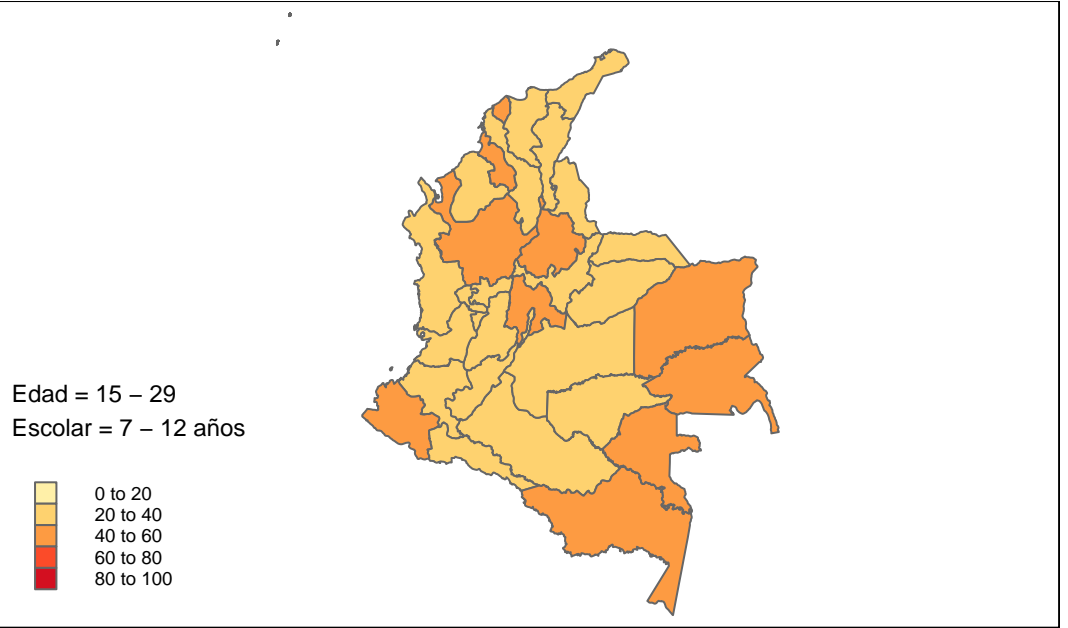 Edad = 15 – 29
Escolar = 7 – 12 años
0 to 20
20 to 40
40 to 60
60 to 80
80 to 100